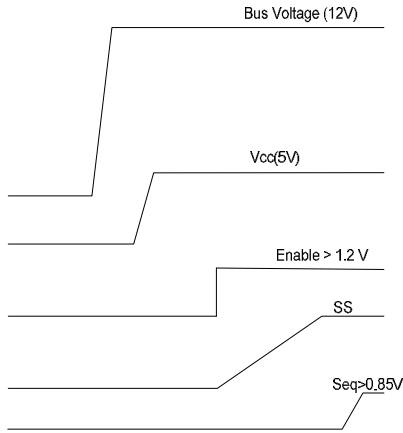 Bus Voltage (12V)
Vcc(5V)
Enable > 1.2 V
SS
Seq>0.85V